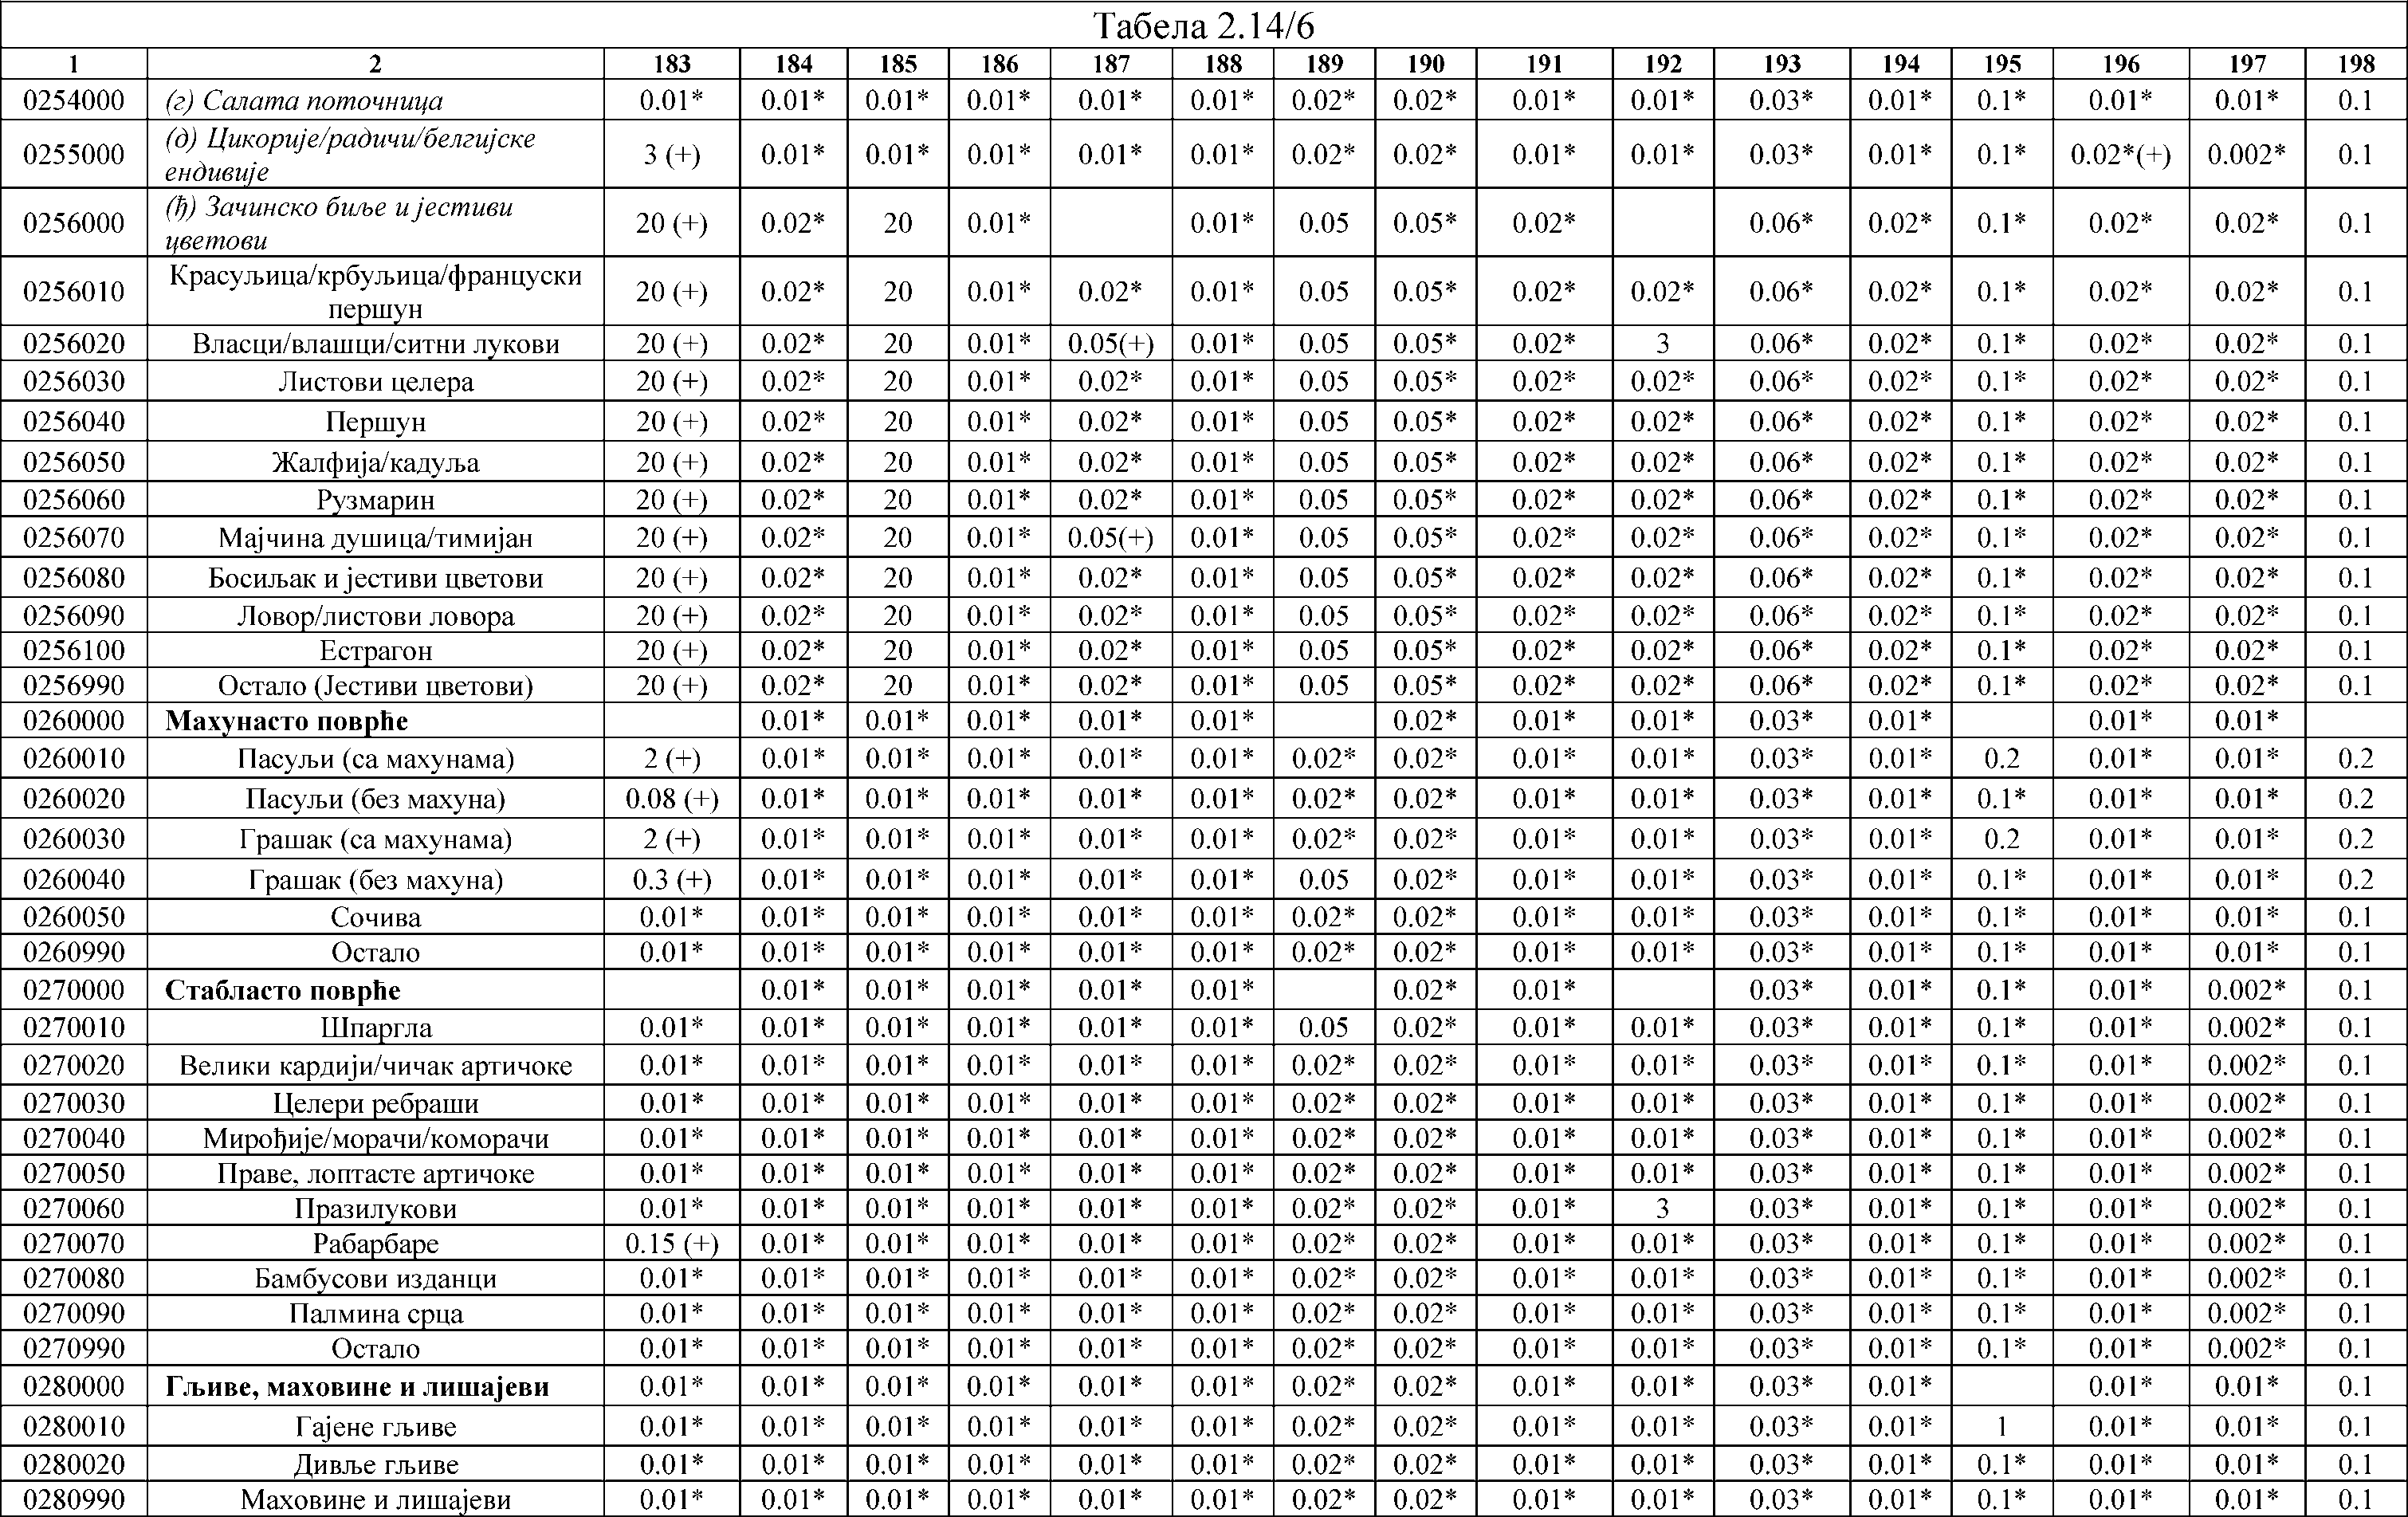 Табела 2.14/6
1 2 183 184 185 186 187 188 189 190 191 192 193 194 195 196 197 198
0254000 (г) Салата поточница 0.01* 0.01* 0.01* 0.01* 0.01* 0.01* 0.02* 0.02* 0.01* 0.01* 0.03* 0.01* 0.1* 0.01* 0.01* 0.1
0255000 (д) Цикорије/радичи/белгијске
ендивије 3 (+) 0.01* 0.01* 0.01* 0.01* 0.01* 0.02* 0.02* 0.01* 0.01* 0.03* 0.01* 0.1* 0.02*(+) 0.002* 0.1
0256000 (ђ) Зачинско биље и јестиви
цветови 20 (+) 0.02* 20 0.01* 0.01* 0.05 0.05* 0.02* 0.06* 0.02* 0.1* 0.02* 0.02* 0.1
0256010 Красуљица/крбуљица/француски
першун 20 (+) 0.02* 20 0.01* 0.02* 0.01* 0.05 0.05* 0.02* 0.02* 0.06* 0.02* 0.1* 0.02* 0.02* 0.1
0256020 Власци/влашци/ситни лукови 20 (+) 0.02* 20 0.01* 0.05(+) 0.01* 0.05 0.05* 0.02* 3 0.06* 0.02* 0.1* 0.02* 0.02* 0.1
0256030 Листови целера 20 (+) 0.02* 20 0.01* 0.02* 0.01* 0.05 0.05* 0.02* 0.02* 0.06* 0.02* 0.1* 0.02* 0.02* 0.1
0256040 Першун 20 (+) 0.02* 20 0.01* 0.02* 0.01* 0.05 0.05* 0.02* 0.02* 0.06* 0.02* 0.1* 0.02* 0.02* 0.1
0256050 Жалфија/кадуља 20 (+) 0.02* 20 0.01* 0.02* 0.01* 0.05 0.05* 0.02* 0.02* 0.06* 0.02* 0.1* 0.02* 0.02* 0.1
0256060 Рузмарин 20 (+) 0.02* 20 0.01* 0.02* 0.01* 0.05 0.05* 0.02* 0.02* 0.06* 0.02* 0.1* 0.02* 0.02* 0.1
0256070 Мајчина душица/тимијан 20 (+) 0.02* 20 0.01* 0.05(+) 0.01* 0.05 0.05* 0.02* 0.02* 0.06* 0.02* 0.1* 0.02* 0.02* 0.1
0256080 Босиљак и јестиви цветови 20 (+) 0.02* 20 0.01* 0.02* 0.01* 0.05 0.05* 0.02* 0.02* 0.06* 0.02* 0.1* 0.02* 0.02* 0.1
0256090 Ловор/листови ловора 20 (+) 0.02* 20 0.01* 0.02* 0.01* 0.05 0.05* 0.02* 0.02* 0.06* 0.02* 0.1* 0.02* 0.02* 0.1
0256100 Естрагон 20 (+) 0.02* 20 0.01* 0.02* 0.01* 0.05 0.05* 0.02* 0.02* 0.06* 0.02* 0.1* 0.02* 0.02* 0.1
0256990 Остало (Јестиви цветови) 20 (+) 0.02* 20 0.01* 0.02* 0.01* 0.05 0.05* 0.02* 0.02* 0.06* 0.02* 0.1* 0.02* 0.02* 0.1
0260000 Махунасто поврће 0.01* 0.01* 0.01* 0.01* 0.01* 0.02* 0.01* 0.01* 0.03* 0.01* 0.01* 0.01*
0260010 Пасуљи (са махунама) 2 (+) 0.01* 0.01* 0.01* 0.01* 0.01* 0.02* 0.02* 0.01* 0.01* 0.03* 0.01* 0.2 0.01* 0.01* 0.2
0260020 Пасуљи (без махуна) 0.08 (+) 0.01* 0.01* 0.01* 0.01* 0.01* 0.02* 0.02* 0.01* 0.01* 0.03* 0.01* 0.1* 0.01* 0.01* 0.2
0260030 Грашак (са махунама) 2 (+) 0.01* 0.01* 0.01* 0.01* 0.01* 0.02* 0.02* 0.01* 0.01* 0.03* 0.01* 0.2 0.01* 0.01* 0.2
0260040 Грашак (без махуна) 0.3 (+) 0.01* 0.01* 0.01* 0.01* 0.01* 0.05 0.02* 0.01* 0.01* 0.03* 0.01* 0.1* 0.01* 0.01* 0.2
0260050 Сочива 0.01* 0.01* 0.01* 0.01* 0.01* 0.01* 0.02* 0.02* 0.01* 0.01* 0.03* 0.01* 0.1* 0.01* 0.01* 0.1
0260990 Остало 0.01* 0.01* 0.01* 0.01* 0.01* 0.01* 0.02* 0.02* 0.01* 0.01* 0.03* 0.01* 0.1* 0.01* 0.01* 0.1
0270000 Стабласто поврће 0.01* 0.01* 0.01* 0.01* 0.01* 0.02* 0.01* 0.03* 0.01* 0.1* 0.01* 0.002* 0.1
0270010 Шпаргла 0.01* 0.01* 0.01* 0.01* 0.01* 0.01* 0.05 0.02* 0.01* 0.01* 0.03* 0.01* 0.1* 0.01* 0.002* 0.1
0270020 Велики кардији/чичак артичоке 0.01* 0.01* 0.01* 0.01* 0.01* 0.01* 0.02* 0.02* 0.01* 0.01* 0.03* 0.01* 0.1* 0.01* 0.002* 0.1
0270030 Целери ребраши 0.01* 0.01* 0.01* 0.01* 0.01* 0.01* 0.02* 0.02* 0.01* 0.01* 0.03* 0.01* 0.1* 0.01* 0.002* 0.1
0270040 Мирођије/морачи/коморачи 0.01* 0.01* 0.01* 0.01* 0.01* 0.01* 0.02* 0.02* 0.01* 0.01* 0.03* 0.01* 0.1* 0.01* 0.002* 0.1
0270050 Праве, лоптасте артичоке 0.01* 0.01* 0.01* 0.01* 0.01* 0.01* 0.02* 0.02* 0.01* 0.01* 0.03* 0.01* 0.1* 0.01* 0.002* 0.1
0270060 Празилукови 0.01* 0.01* 0.01* 0.01* 0.01* 0.01* 0.02* 0.02* 0.01* 3 0.03* 0.01* 0.1* 0.01* 0.002* 0.1
0270070 Рабарбаре 0.15 (+) 0.01* 0.01* 0.01* 0.01* 0.01* 0.02* 0.02* 0.01* 0.01* 0.03* 0.01* 0.1* 0.01* 0.002* 0.1
0270080 Бамбусови изданци 0.01* 0.01* 0.01* 0.01* 0.01* 0.01* 0.02* 0.02* 0.01* 0.01* 0.03* 0.01* 0.1* 0.01* 0.002* 0.1
0270090 Палмина срца 0.01* 0.01* 0.01* 0.01* 0.01* 0.01* 0.02* 0.02* 0.01* 0.01* 0.03* 0.01* 0.1* 0.01* 0.002* 0.1
0270990 Остало 0.01* 0.01* 0.01* 0.01* 0.01* 0.01* 0.02* 0.02* 0.01* 0.01* 0.03* 0.01* 0.1* 0.01* 0.002* 0.1
0280000 Гљиве, маховине и лишајеви 0.01* 0.01* 0.01* 0.01* 0.01* 0.01* 0.02* 0.02* 0.01* 0.01* 0.03* 0.01* 0.01* 0.01* 0.1
0280010 Гајене гљиве 0.01* 0.01* 0.01* 0.01* 0.01* 0.01* 0.02* 0.02* 0.01* 0.01* 0.03* 0.01* 1 0.01* 0.01* 0.1
0280020 Дивље гљиве 0.01* 0.01* 0.01* 0.01* 0.01* 0.01* 0.02* 0.02* 0.01* 0.01* 0.03* 0.01* 0.1* 0.01* 0.01* 0.1
0280990 Маховине и лишајеви 0.01* 0.01* 0.01* 0.01* 0.01* 0.01* 0.02* 0.02* 0.01* 0.01* 0.03* 0.01* 0.1* 0.01* 0.01* 0.1